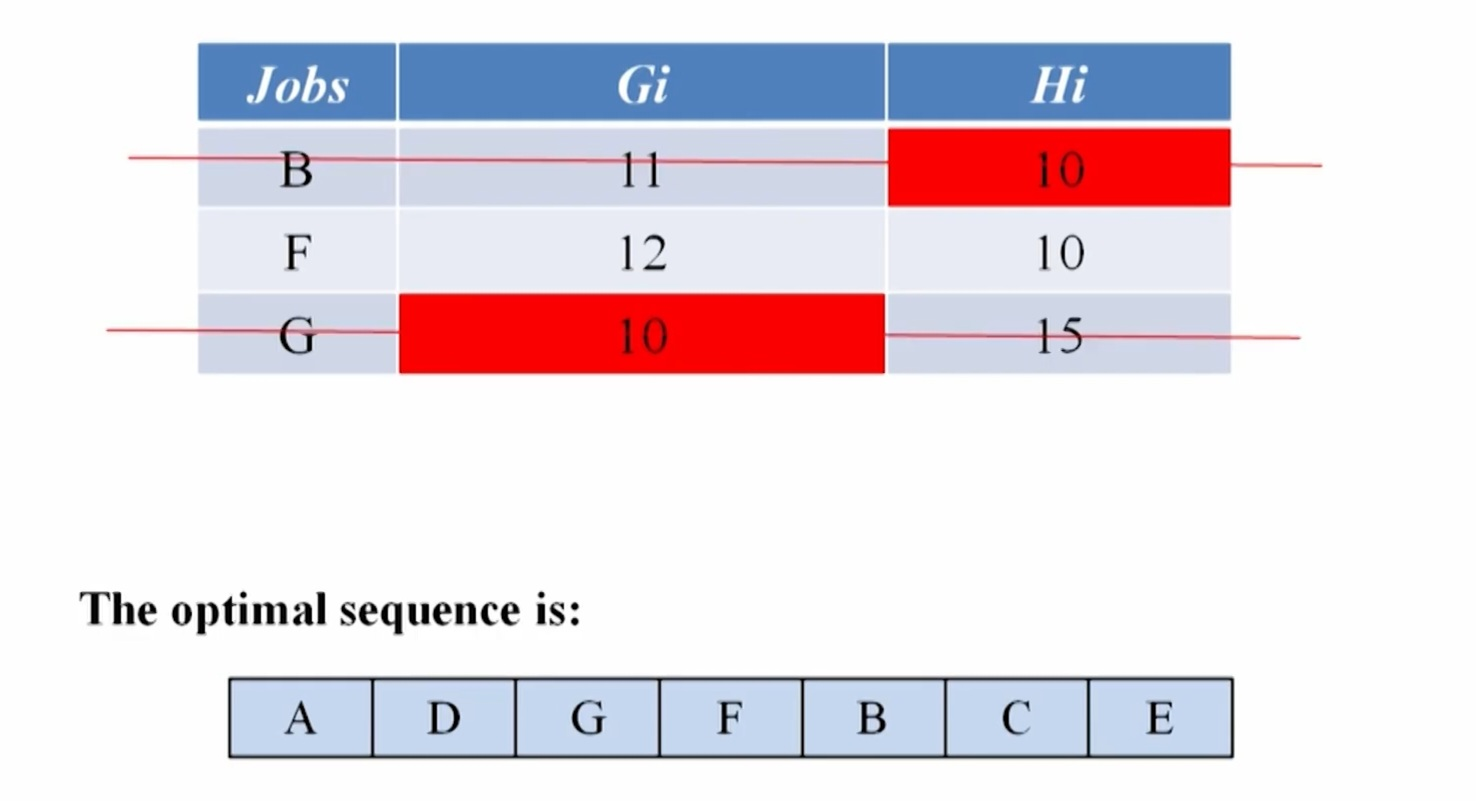 Jobs Gi Hi
B 11 10
F 12 10
G 10 15
The optimal sequence is:
A D G F B C E